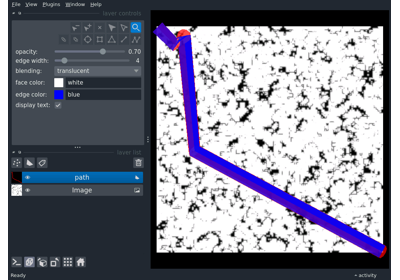 File View Plugins Window Help
layer controls
opacity: 0.70
edge width: 4
blending: translucent
face color: white
edge color: blue
display text:
layer list
path
Image
Ready
activity